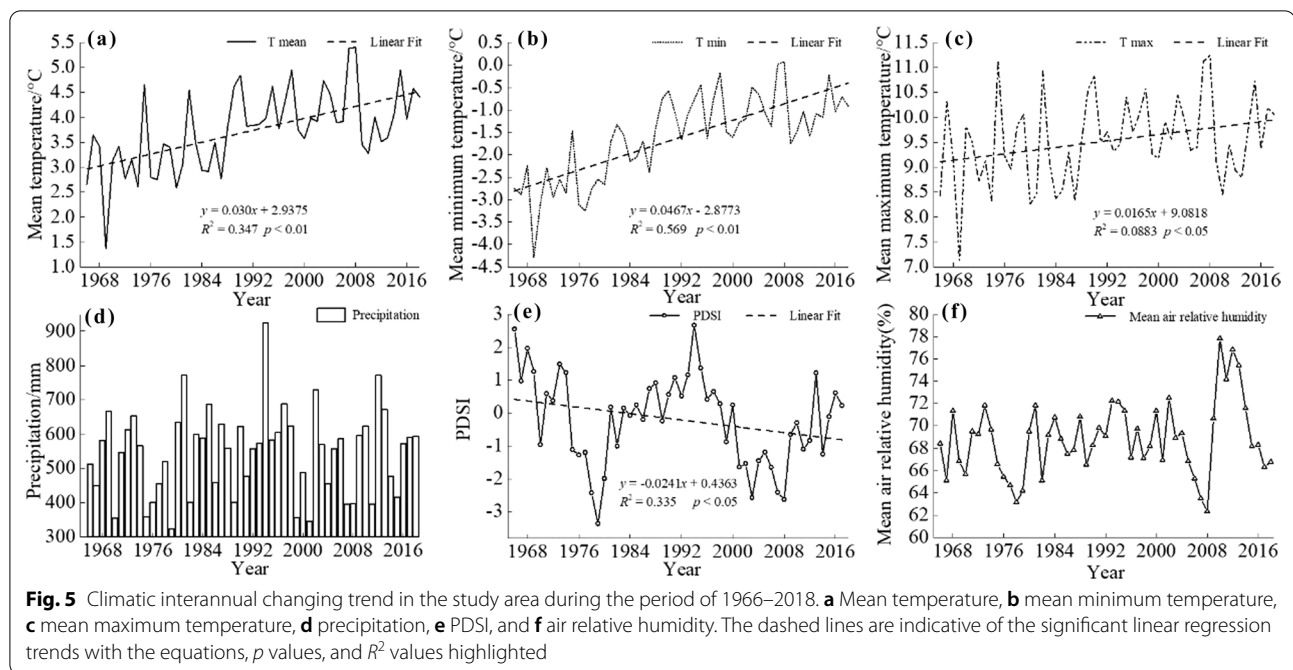 (a) T mean Linear Fit
5.5
5.0
4.5
4.0
3.5
3.0
2.5
2.0
1.5
1.0
Mean temperature/°C
y = 0.030x + 2.9375
R² = 0.347 p < 0.01
1968 1976 1984 1992 2000 2008 2016
Year
(b) T min Linear Fit
0.5
0.0
-0.5
-1.0
-1.5
-2.0
-2.5
-3.0
-3.5
-4.0
-4.5
Mean minimum temperature/°C
y = 0.0467x - 2.8773
R² = 0.569 p < 0.01
1968 1976 1984 1992 2000 2008 2016
Year
(c) T max Linear Fit
11.5
11.0
10.5
10.0
9.5
9.0
8.5
8.0
7.5
7.0
Mean maximum temperature/°C
y = 0.0165x + 9.0818
R² = 0.0883 p < 0.05
1968 1976 1984 1992 2000 2008 2016
Year
(d) Precipitation
900
800
700
600
500
400
300
Precipitation/mm
1968 1976 1984 1992 2000 2008 2016
Year
(e) PDSI Linear Fit
3
2
1
0
-1
-2
-3
PDSI
y = -0.0241x + 0.4363
R² = 0.335 p < 0.05
1968 1976 1984 1992 2000 2008 2016
Year
(f) Mean air relative humidity
80
78
76
74
72
70
68
66
64
62
60
Mean air relative humidity(%)
1968 1976 1984 1992 2000 2008 2016
Year
Fig. 5 Climatic interannual changing trend in the study area during the period of 1966–2018. a Mean temperature, b mean minimum temperature,
c mean maximum temperature, d precipitation, e PDSI, and f air relative humidity. The dashed lines are indicative of the significant linear regression
trends with the equations, p values, and R² values highlighted